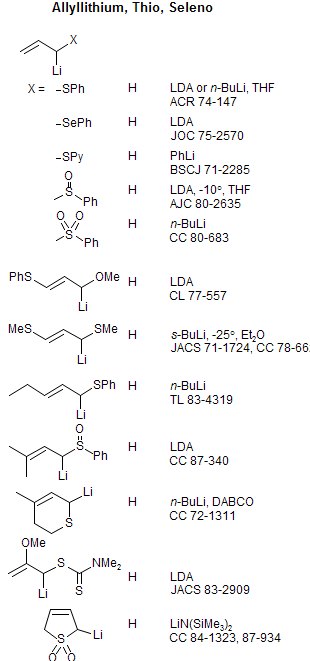 Allyllithium, Thio, Seleno
X
Li
X = –SPh H LDA or n-BuLi, THF
ACR 74-147
–SePh H LDA
JOC 75-2570
–SPy H PhLi
BSCJ 71-2285
O
S Ph H LDA, -10°, THF
AJC 80-2635
O O
S Ph H n-BuLi
CC 80-683
PhS OMe H LDA
Li CL 77-557
MeS SMe H s-BuLi, -25°, Et2O
Li JACS 71-1724, CC 78-66
SPh H n-BuLi
Li TL 83-4319
O
S Ph H LDA
Li CC 87-340
Li
S H n-BuLi, DABCO
CC 72-1311
OMe
S NMe2
Li S H LDA
JACS 83-2909
Li H LiN(SiMe3)2
S CC 84-1323, 87-934
O O